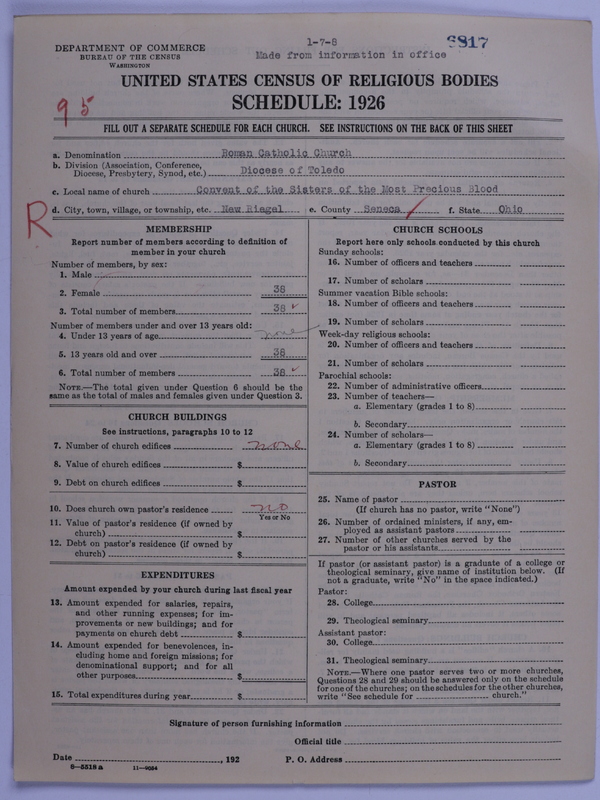 1-7-8
6817
DEPARTMENT OF COMMERCE
BUREAU OF THE CENSUS
WASHINGTON
Made from information in office
UNITED STATES CENSUS OF RELIGIOUS BODIES
95
SCHEDULE: 1926
FILL OUT A SEPARATE SCHEDULE FOR EACH CHURCH. SEE INSTRUCTIONS ON THE BACK OF THIS SHEET
a. Denomination Roman Catholic Church
b. Division (Association, Conference,
Diocese, Presbytery, Synod, etc.) Diocese of Toledo
c. Local name of church Convent of the Sisters of the Most Precious Blood
R
d. City, town, village, or township, etc. New Riegel e. County Seneca f. State Ohio
MEMBERSHIP
Report number of members according to definition of
member in your church
Number of members, by sex:
1. Male
2. Female 38
3. Total number of members 38
Number of members under and over 13 years old:
4. Under 13 years of age none
5. 13 years old and over 38
6. Total number of members 38
NOTE.—The total given under Question 6 should be the
same as the total of males and females given under Question 3.
CHURCH BUILDINGS
See instructions, paragraphs 10 to 12
7. Number of church edifices none
8. Value of church edifices $
9. Debt on church edifices $
10. Does church own pastor's residence no
Yes or No
11. Value of pastor's residence (if owned by
church) $
12. Debt on pastor's residence (if owned by
church) $
EXPENDITURES
Amount expended by your church during last fiscal year
13. Amount expended for salaries, repairs,
and other running expenses; for im-
provements or new buildings; and for
payments on church debt $
14. Amount expended for benevolences, in-
cluding home and foreign missions; for
denominational support; and for all
other purposes $
15. Total expenditures during year $
CHURCH SCHOOLS
Report here only schools conducted by this church
Sunday schools:
16. Number of officers and teachers
17. Number of scholars
Summer vacation Bible schools:
18. Number of officers and teachers
19. Number of scholars
Week-day religious schools:
20. Number of officers and teachers
21. Number of scholars
Parochial schools:
22. Number of administrative officers
23. Number of teachers—
a. Elementary (grades 1 to 8)
b. Secondary
24. Number of scholars—
a. Elementary (grades 1 to 8)
b. Secondary
PASTOR
25. Name of pastor
(If church has no pastor, write "None")
26. Number of ordained ministers, if any, em-
ployed as assistant pastors
27. Number of other churches served by the
pastor or his assistants
If pastor (or assistant pastor) is a graduate of a college or
theological seminary, give name of institution below. (If
not a graduate, write "No" in the space indicated.)
Pastor:
28. College
29. Theological seminary
Assistant pastor:
30. College
31. Theological seminary
NOTE.—Where one pastor serves two or more churches,
Questions 28 and 29 should be answered only on the schedule
for one of the churches; on the schedules for the other churches,
write "See schedule for church."
Signature of person furnishing information
Official title
Date , 192 P. O. Address
8-5518 a 11-9054